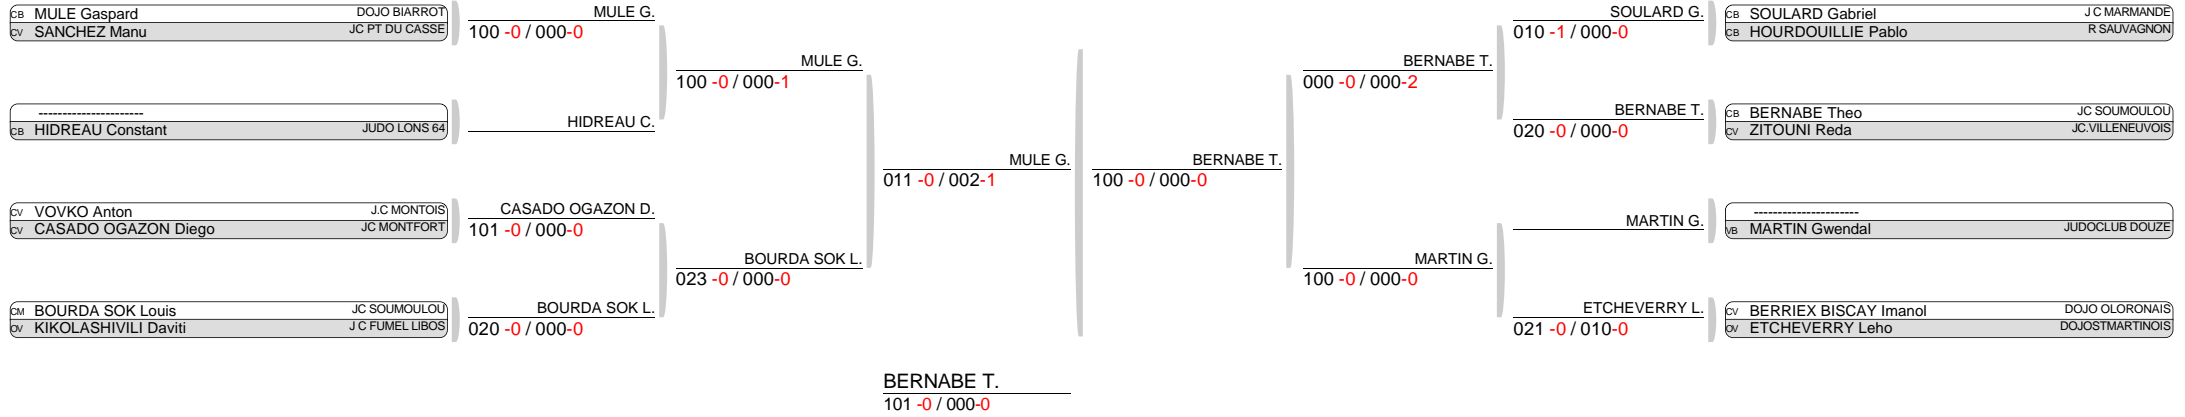 CB MULE Gaspard DOJO BIARROT
CV SANCHEZ Manu JC PT DU CASSE
MULE G.
100 -0 / 000-0
----------------------
CB HIDREAU Constant JUDO LONS 64
HIDREAU C.
MULE G.
100 -0 / 000-1
CV VOVKO Anton J.C MONTOIS
CV CASADO OGAZON Diego JC MONTFORT
CASADO OGAZON D.
101 -0 / 000-0
CM BOURDA SOK Louis JC SOUMOULOU
OV KIKOLASHIVILI Daviti J C FUMEL LIBOS
BOURDA SOK L.
020 -0 / 000-0
BOURDA SOK L.
023 -0 / 000-0
MULE G.
011 -0 / 002-1
BERNABE T.
100 -0 / 000-0
BERNABE T.
000 -0 / 000-2
MARTIN G.
100 -0 / 000-0
SOULARD G.
010 -1 / 000-0
CB SOULARD Gabriel J C MARMANDE
CB HOURDOUILLIE Pablo R SAUVAGNON
BERNABE T.
020 -0 / 000-0
CB BERNABE Theo JC SOUMOULOU
CV ZITOUNI Reda JC.VILLENEUVOIS
MARTIN G.
----------------------
VB MARTIN Gwendal JUDOCLUB DOUZE
ETCHEVERRY L.
021 -0 / 010-0
CV BERRIEX BISCAY Imanol DOJO OLORONAIS
OV ETCHEVERRY Leho DOJOSTMARTINOIS
BERNABE T.
101 -0 / 000-0